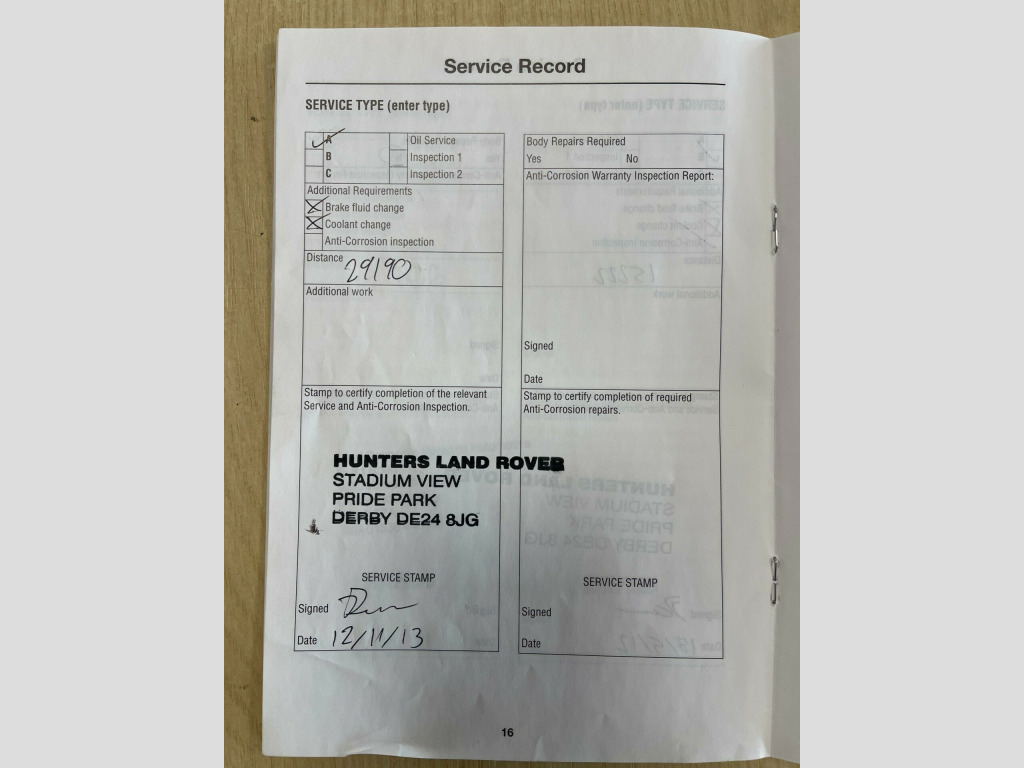 Service Record
SERVICE TYPE (enter type)
A Oil Service
B Inspection 1
C Inspection 2
Additional Requirements
Brake fluid change
Coolant change
Anti-Corrosion inspection
Distance 29190
Additional work
Stamp to certify completion of the relevant
Service and Anti-Corrosion Inspection.
HUNTERS LAND ROVER
STADIUM VIEW
PRIDE PARK
DERBY DE24 8JG
SERVICE STAMP
Signed
Date 12/11/13
Body Repairs Required
Yes No
Anti-Corrosion Warranty Inspection Report:
Signed
Date
Stamp to certify completion of required
Anti-Corrosion repairs.
SERVICE STAMP
Signed
Date
16